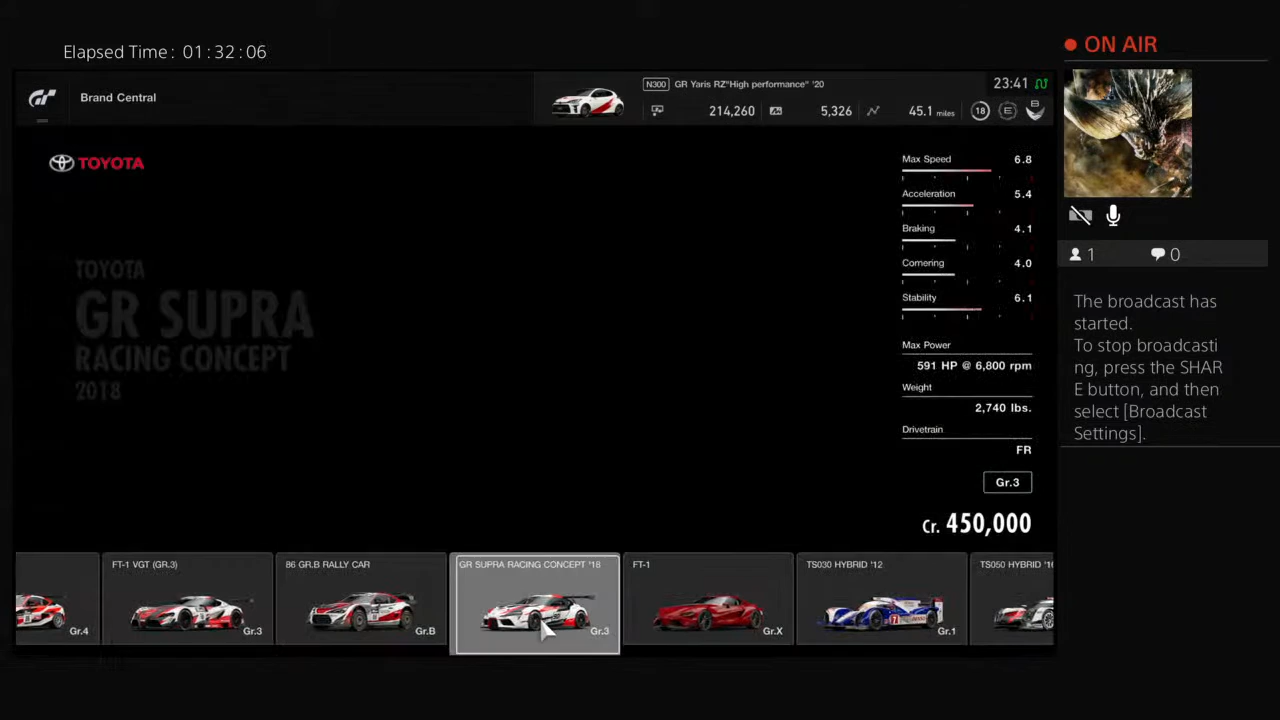 Elapsed Time: 01:32:06
ON AIR
GT
Brand Central
N300 GR Yaris RZ"High performance" '20
23:41
214,260 5,326 45.1 miles 18 E
TOYOTA
Max Speed 6.8
Acceleration 5.4
Braking 4.1
Cornering 4.0
Stability 6.1
TOYOTA
GR SUPRA
RACING CONCEPT
2018
Max Power
591 HP @ 6,800 rpm
Weight
2,740 lbs.
Drivetrain
FR
Gr.3
Cr. 450,000
1 0
The broadcast has
started.
To stop broadcasti
ng, press the SHAR
E button, and then
select [Broadcast
Settings].
Gr.4
FT-1 VGT (GR.3)
Gr.3
86 GR.B RALLY CAR
Gr.B
GR SUPRA RACING CONCEPT '18
Gr.3
FT-1
Gr.X
TS030 HYBRID '12
Gr.1
TS050 HYBRID '16